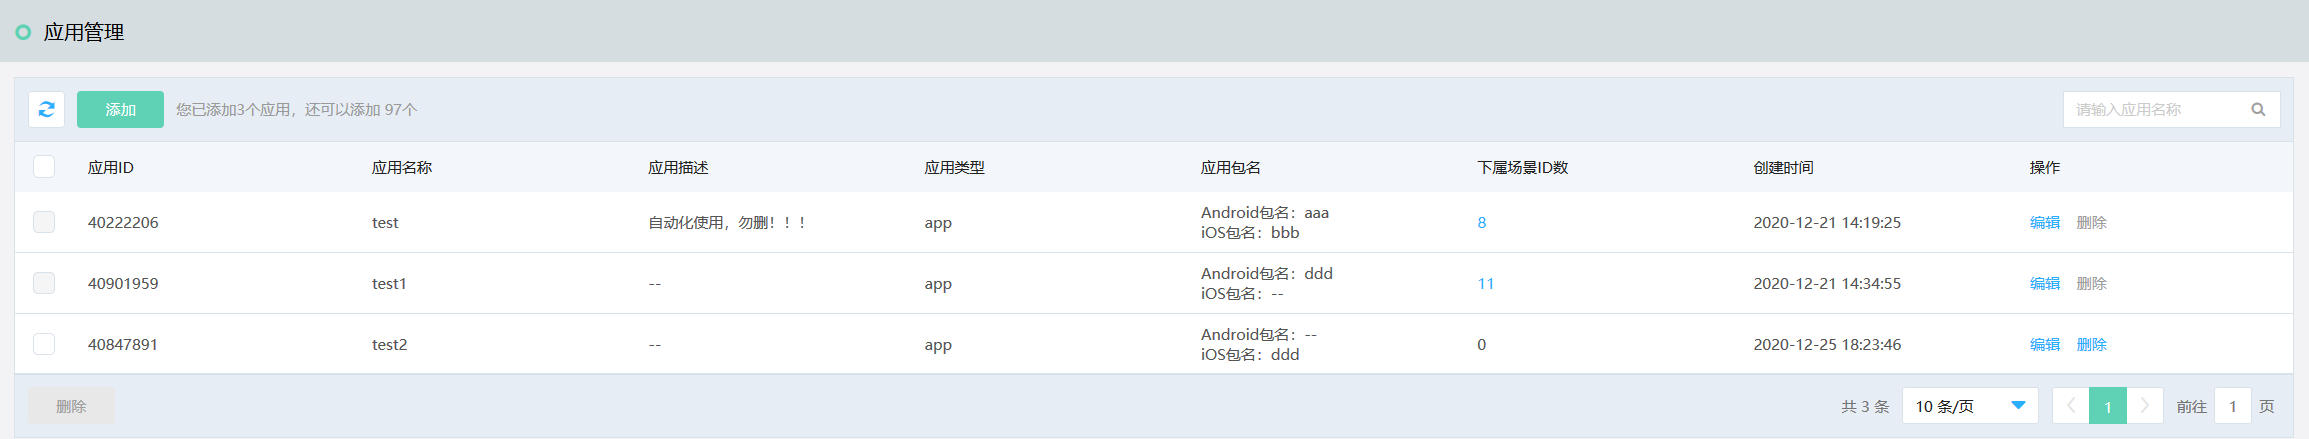 应用管理
添加 您已添加3个应用，还可以添加 97个 请输入应用名称
应用ID 应用名称 应用描述 应用类型 应用包名 下属场景ID数 创建时间 操作
40222206 test 自动化使用，勿删！！！ app Android包名：aaa 8 2020-12-21 14:19:25 编辑 删除
iOS包名：bbb
40901959 test1 -- app Android包名：ddd 11 2020-12-21 14:34:55 编辑 删除
iOS包名：--
40847891 test2 -- app Android包名：-- 0 2020-12-25 18:23:46 编辑 删除
iOS包名：ddd
删除 共 3 条 10 条/页 1 前往 1 页